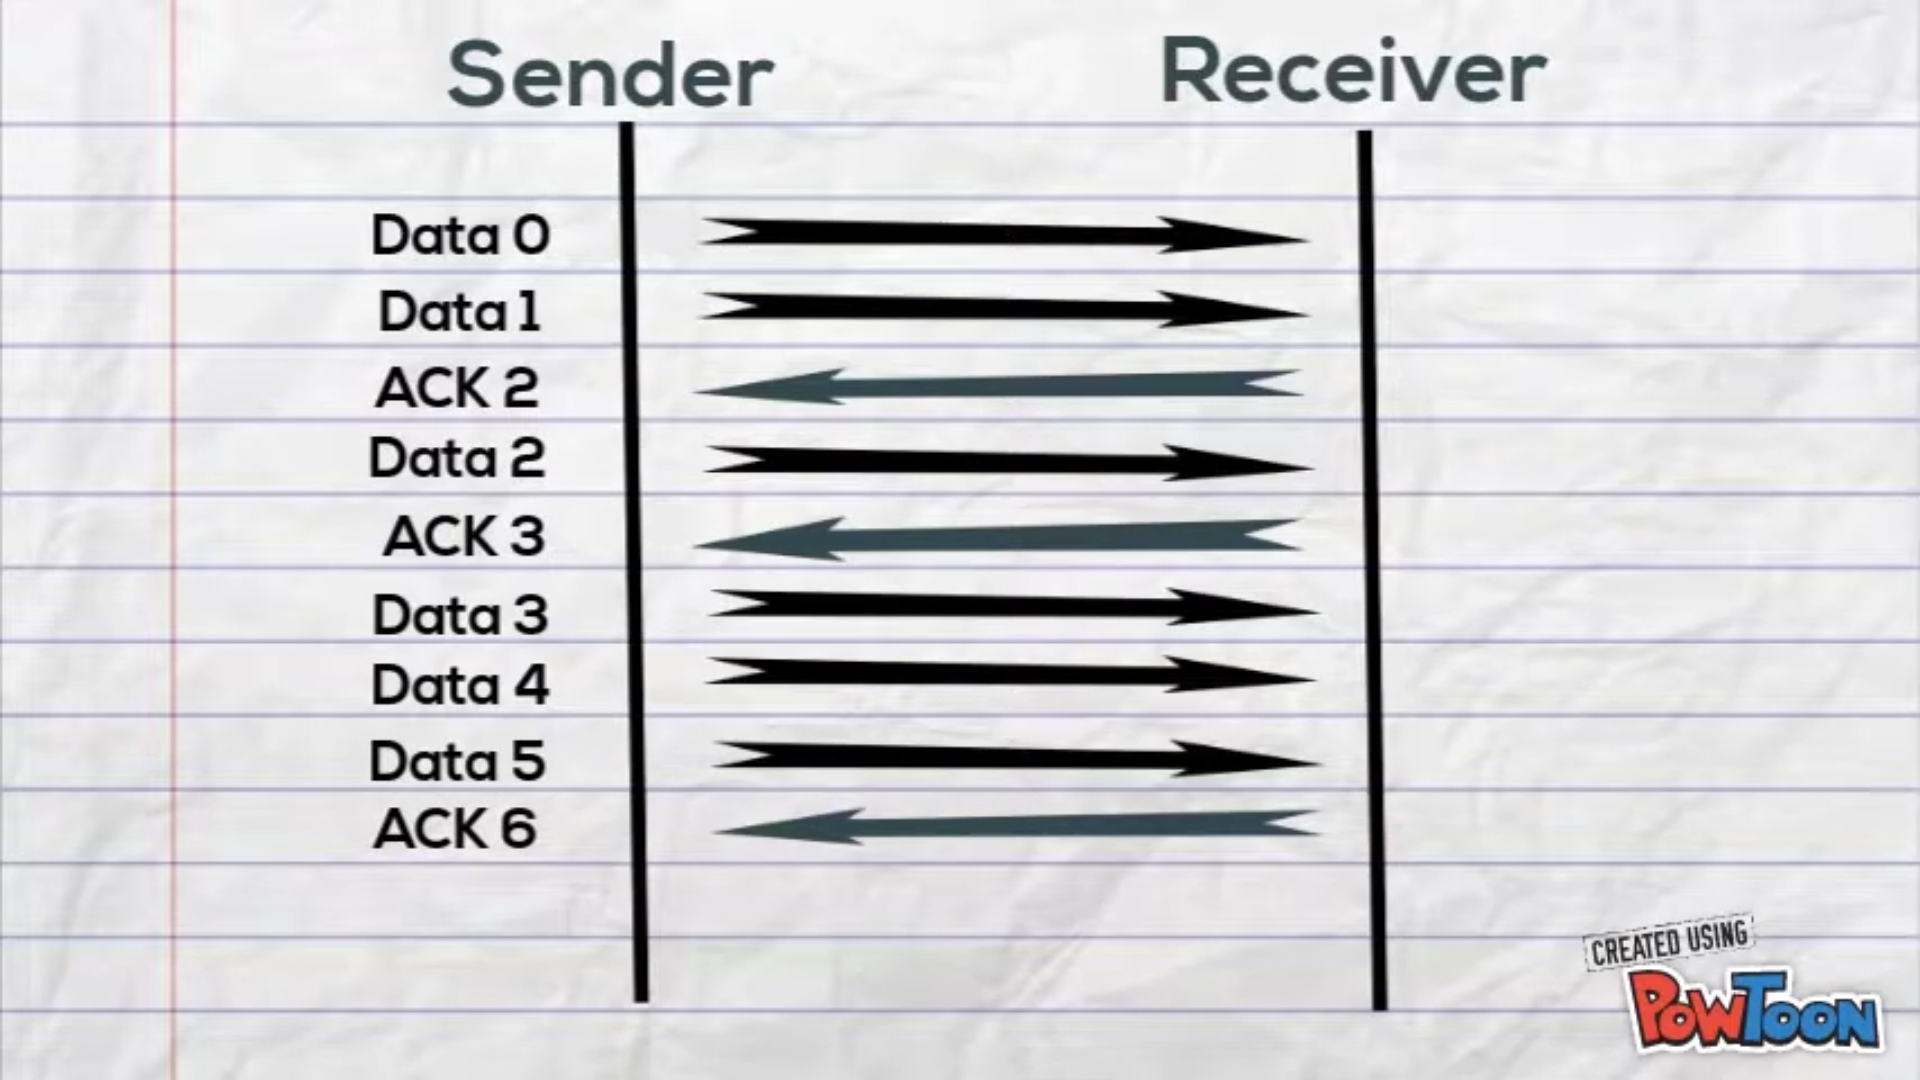 Sender
Receiver
Data 0
Data 1
ACK 2
Data 2
ACK 3
Data 3
Data 4
Data 5
ACK 6
CREATED USING
POWTOON